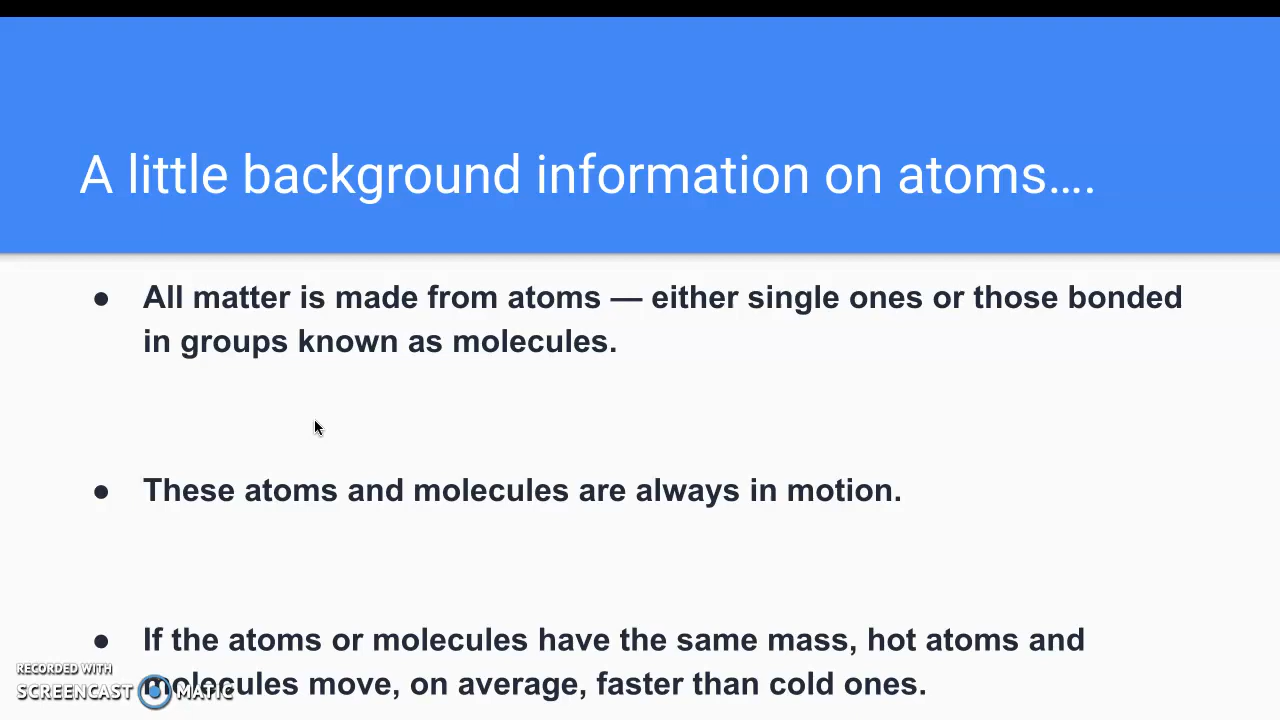 A little background information on atoms....
● All matter is made from atoms — either single ones or those bonded
in groups known as molecules.
● These atoms and molecules are always in motion.
● If the atoms or molecules have the same mass, hot atoms and
molecules move, on average, faster than cold ones.
RECORDED WITH
SCREENCAST MATIC